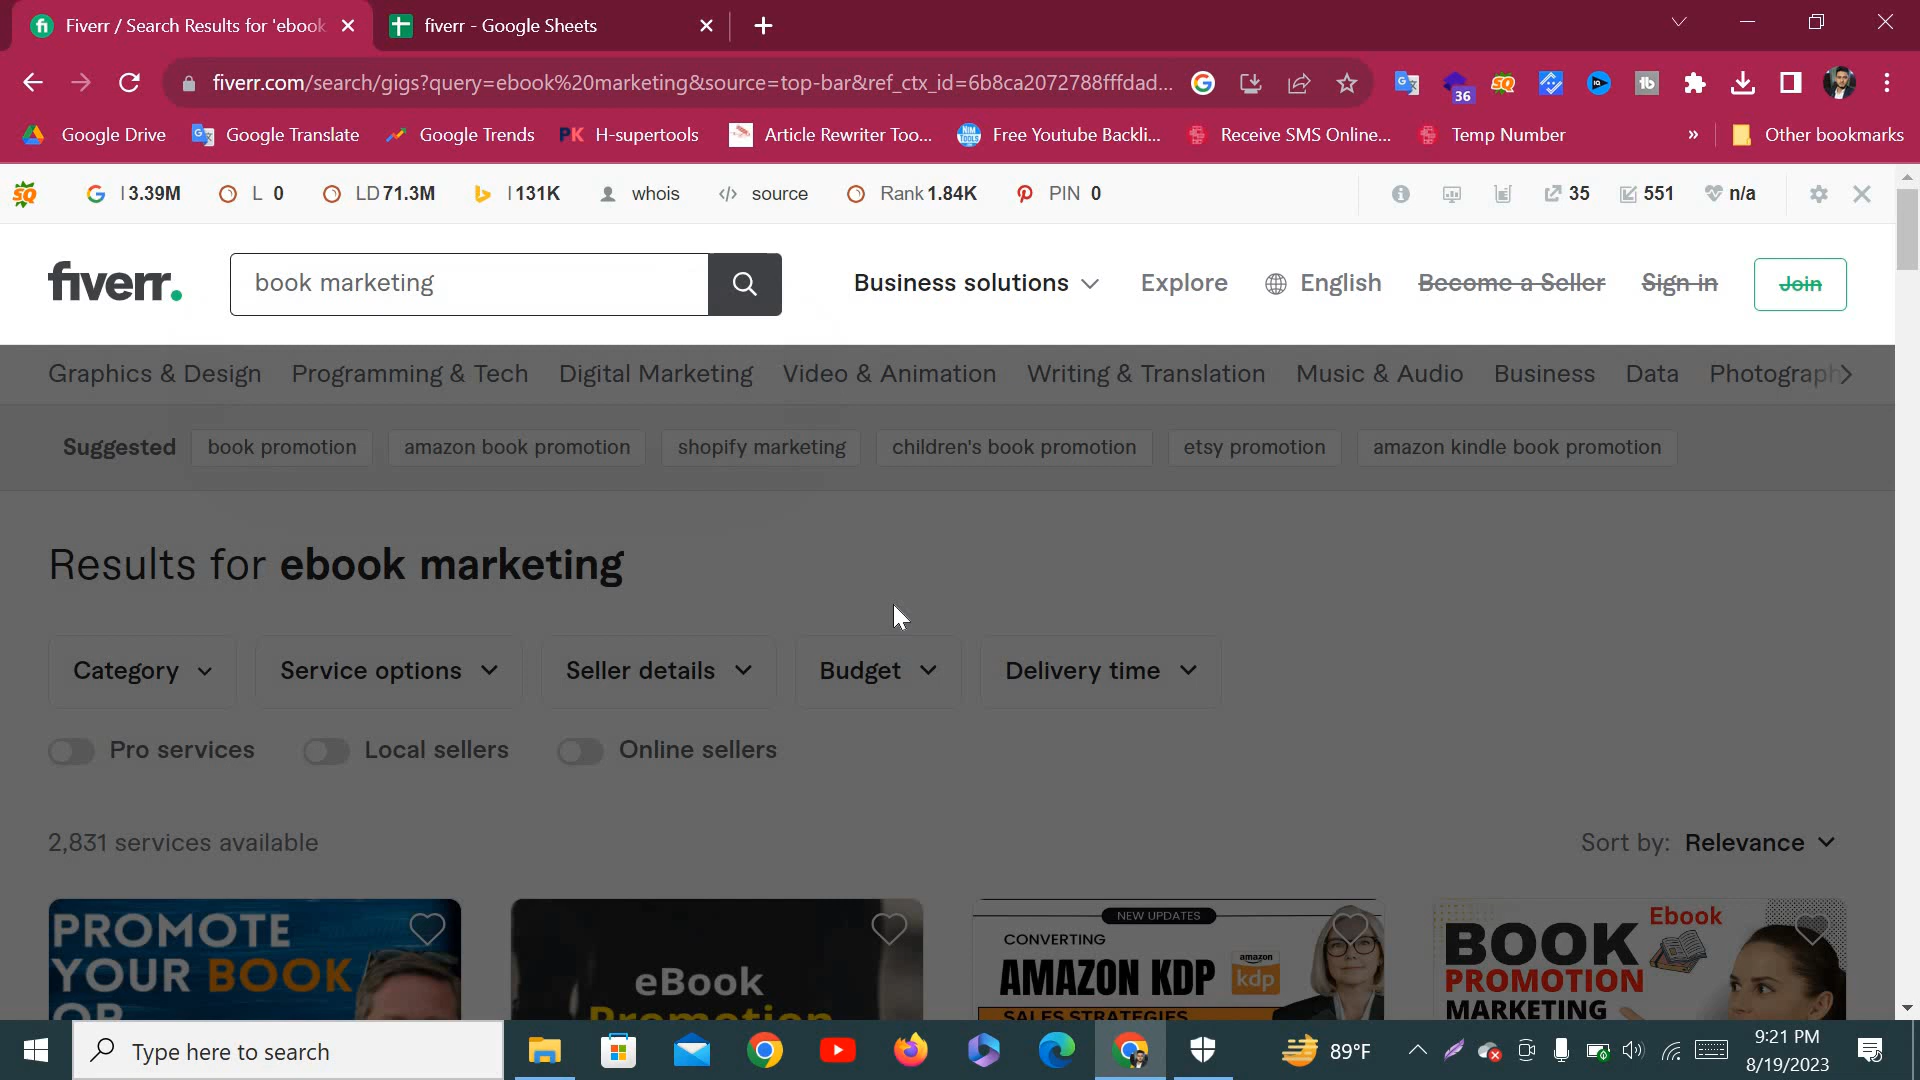 Fiverr / Search Results for 'ebook
fiverr - Google Sheets
fiverr.com/search/gigs?query=ebook%20marketing&source=top-bar&ref_ctx_id=6b8ca2072788fffdad...
36
Google Drive
Google Translate
Google Trends
H-supertools
Article Rewriter Too...
Free Youtube Backli...
Receive SMS Online...
Temp Number
»
Other bookmarks
I 3.39M
L 0
LD 71.3M
I 131K
whois
source
Rank 1.84K
PIN 0
35
551
n/a
fiverr.
book marketing
Business solutions
Explore
English
Become a Seller
Sign in
Join
Graphics & Design
Programming & Tech
Digital Marketing
Video & Animation
Writing & Translation
Music & Audio
Business
Data
Photograph
Suggested
book promotion
amazon book promotion
shopify marketing
children's book promotion
etsy promotion
amazon kindle book promotion
Results for ebook marketing
Category
Service options
Seller details
Budget
Delivery time
Pro services
Local sellers
Online sellers
2,831 services available
Sort by: Relevance
PROMOTE
YOUR BOOK
OR
eBook
Promotion
NEW UPDATES
CONVERTING
AMAZON KDP
amazon
kdp
SALES STRATEGIES
Ebook
BOOK
PROMOTION
MARKETING
Type here to search
89°F
9:21 PM
8/19/2023